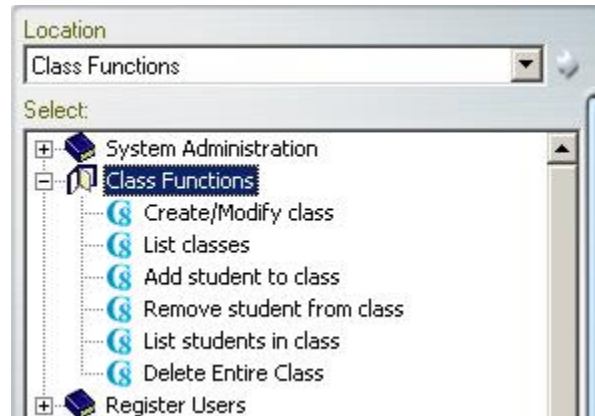 Location
Class Functions
Select:
System Administration
Class Functions
Create/Modify class
List classes
Add student to class
Remove student from class
List students in class
Delete Entire Class
Register Users